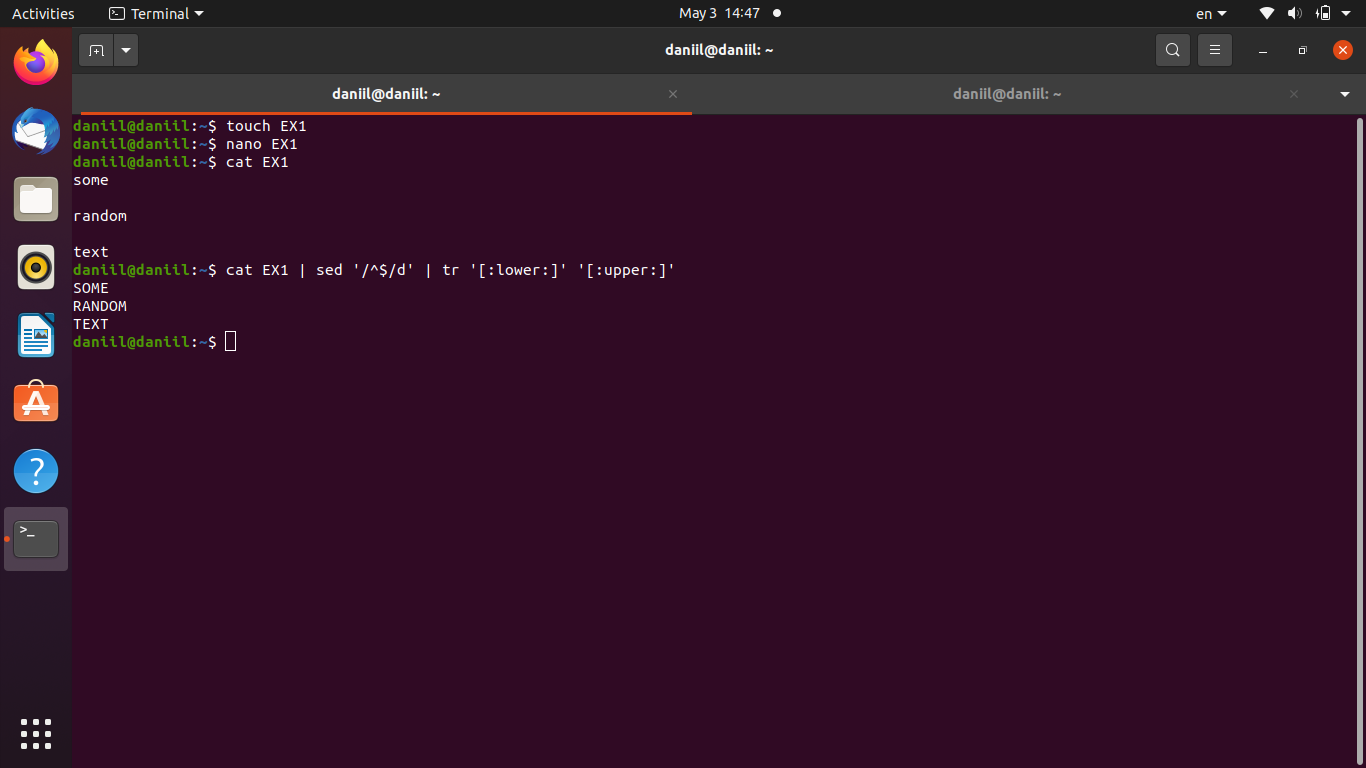 Activities
Terminal
May 3 14:47
en
daniil@daniil: ~
daniil@daniil: ~
daniil@daniil: ~
daniil@daniil:~$ touch EX1
daniil@daniil:~$ nano EX1
daniil@daniil:~$ cat EX1
some
random
text
daniil@daniil:~$ cat EX1 | sed '/^$/d' | tr '[:lower:]' '[:upper:]'
SOME
RANDOM
TEXT
daniil@daniil:~$